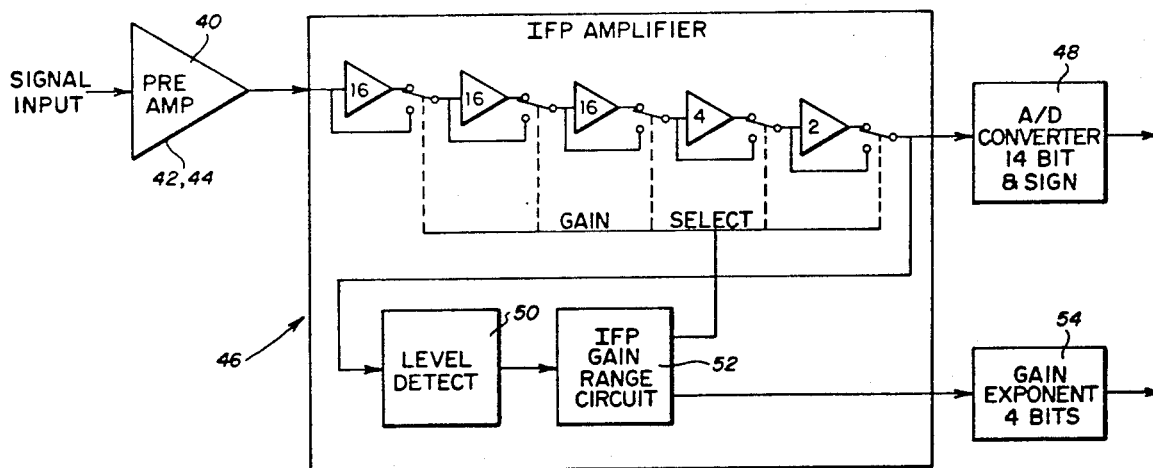 IFP AMPLIFIER
40
SIGNAL
INPUT
PRE
AMP
42, 44
16
16
16
4
2
48
A/D
CONVERTER
14 BIT
& SIGN
GAIN SELECT
46
50
LEVEL
DETECT
IFP
GAIN
RANGE
CIRCUIT
52
54
GAIN
EXPONENT
4 BITS